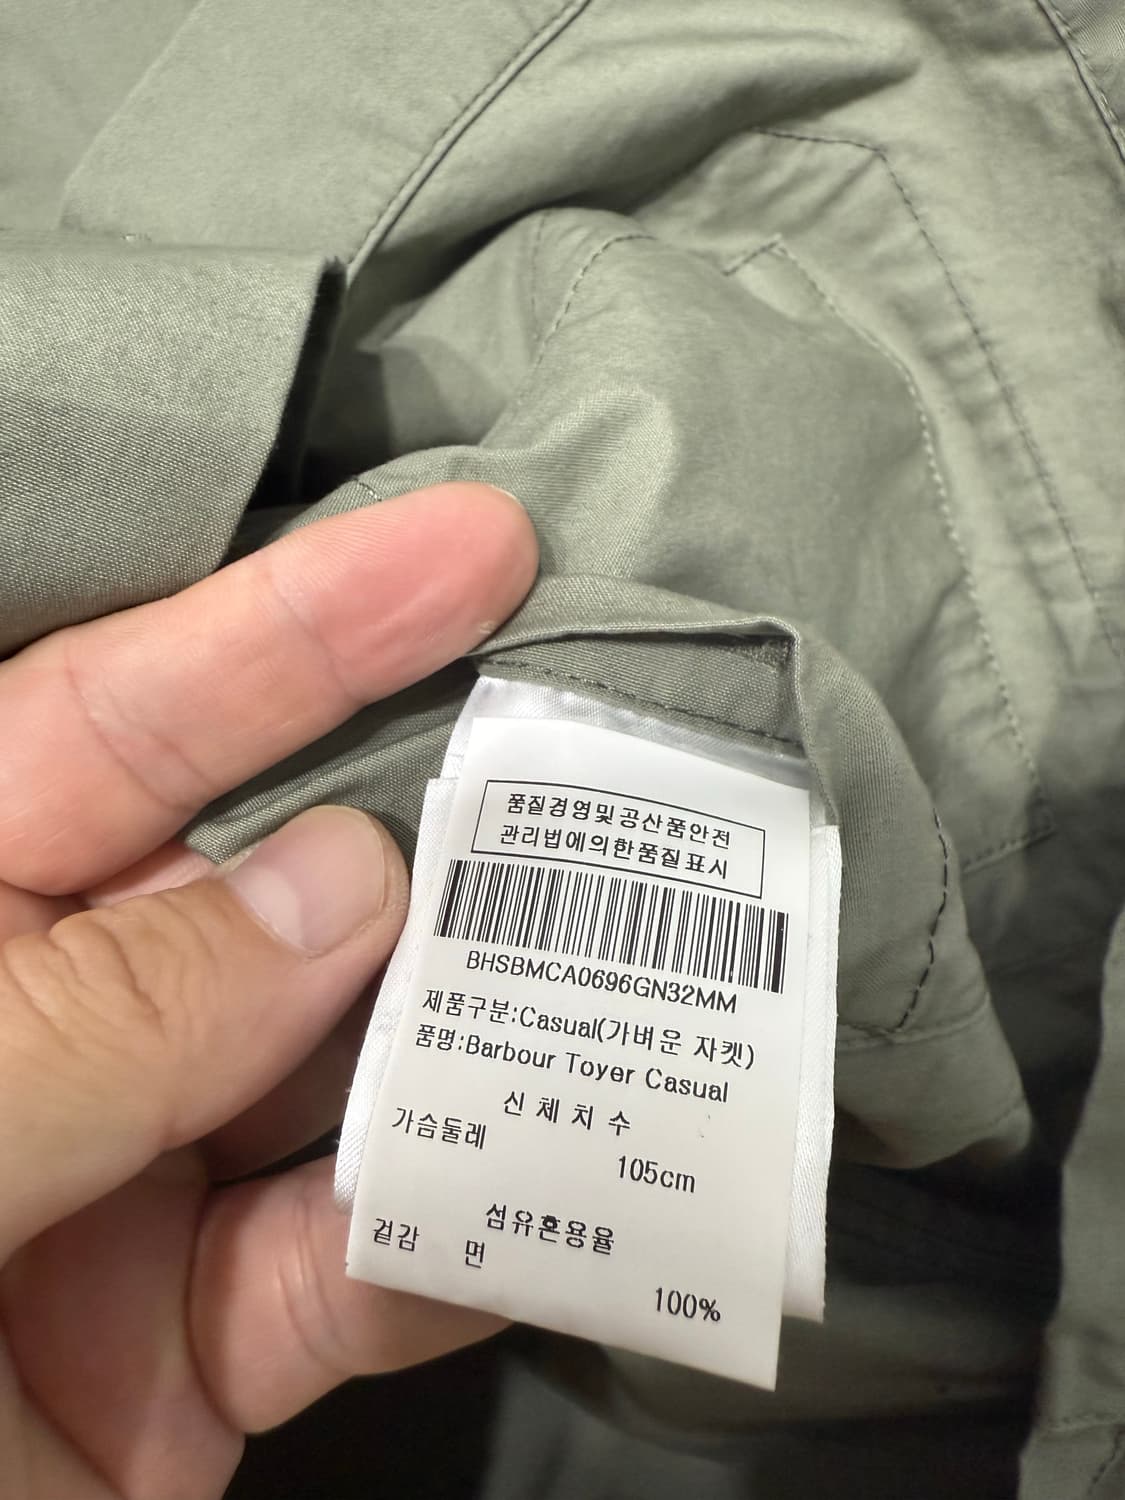 품질경영및공산품안전
관리법에의한품질표시
BHSBMCA0696GN32MM
제품구분:Casual(가벼운 자켓)
품명:Barbour Toyer Casual
신 체 치 수
가슴둘레
105cm
섬유혼용율
겉감 면
100%